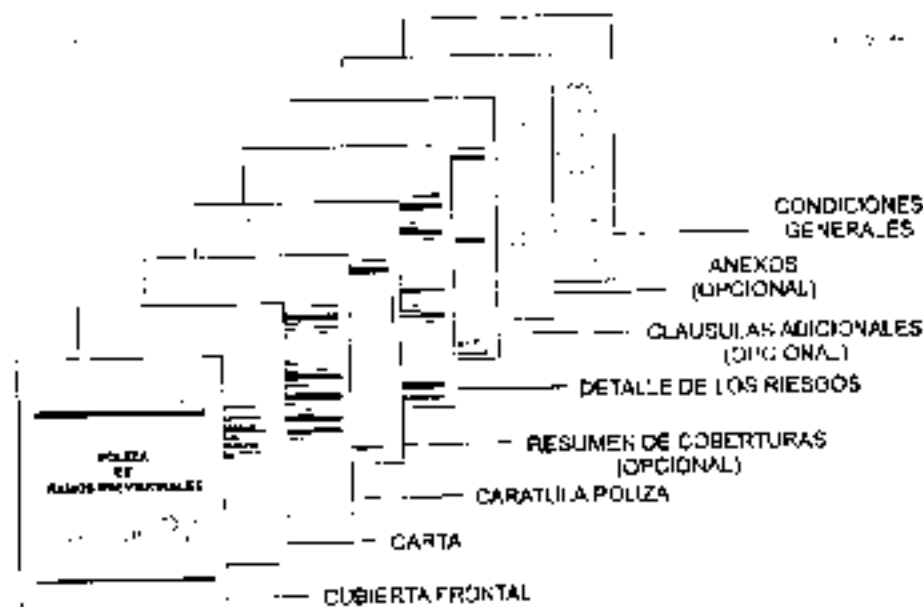 CONDICIONES
GENERALES
ANEXOS
(OPCIONAL)
CLAUSULAS ADICIONALES
(OPCIONAL)
DETALLE DE LOS RIESGOS
RESUMEN DE COBERTURAS
(OPCIONAL)
CARATULA POLIZA
CARTA
CUBIERTA FRONTAL
POLIZA
DE